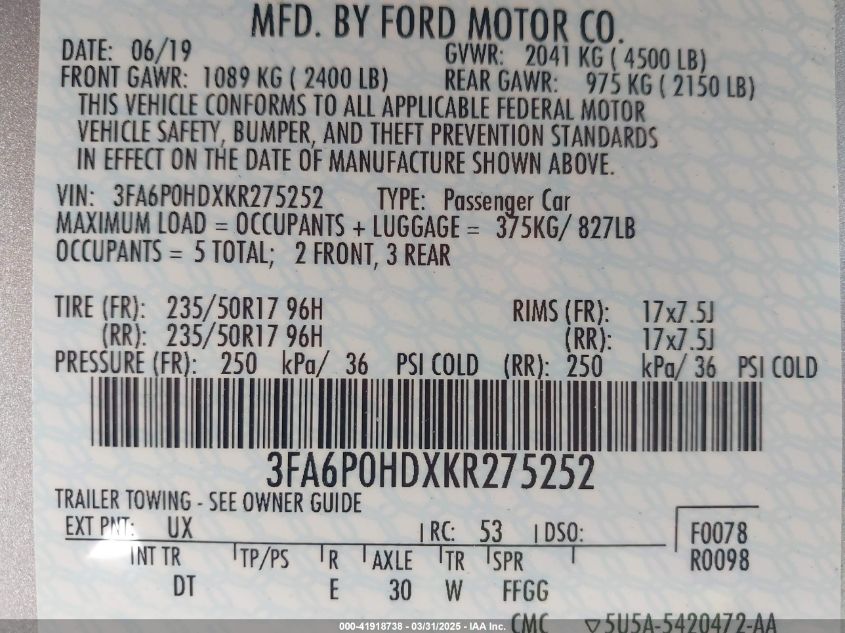 MFD. BY FORD MOTOR CO.
DATE: 06/19 GVWR: 2041 KG ( 4500 LB)
FRONT GAWR: 1089 KG ( 2400 LB) REAR GAWR: 975 KG ( 2150 LB)
THIS VEHICLE CONFORMS TO ALL APPLICABLE FEDERAL MOTOR
VEHICLE SAFETY, BUMPER, AND THEFT PREVENTION STANDARDS
IN EFFECT ON THE DATE OF MANUFACTURE SHOWN ABOVE.
VIN: 3FA6P0HDXKR275252 TYPE: Passenger Car
MAXIMUM LOAD = OCCUPANTS + LUGGAGE = 375KG/ 827LB
OCCUPANTS = 5 TOTAL; 2 FRONT, 3 REAR
TIRE (FR): 235/50R17 96H RIMS (FR): 17x7.5J
(RR): 235/50R17 96H (RR): 17x7.5J
PRESSURE (FR): 250 kPa/ 36 PSI COLD (RR): 250 kPa/ 36 PSI COLD
3FA6P0HDXKR275252
TRAILER TOWING - SEE OWNER GUIDE
EXT PNT: UX RC: 53 DSO: F0078
INT TR TP/PS R AXLE TR SPR R0098
DT E 30 W FFGG
CMC ▽5U5A-5420472-AA
000-41918738 - 03/31/2025 - IAA Inc.